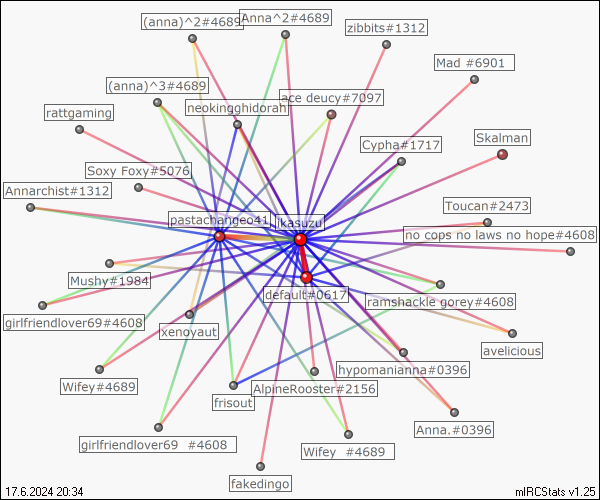 (anna)^2#4689
Anna^2#4689
zibbits#1312
Mad #6901
(anna)^3#4689
ace deucy#7097
neokingghidorah
rattgaming
Skalman
Cypha#1717
Soxy Foxy#5076
Annarchist#1312
Toucan#2473
pastachangeo41
jkasuzu
no cops no laws no hope#4608
Mushy#1984
default#0617
ramshackle gorey#4608
girlfriendlover69#4608
xenovaut
avelicious
hypomanianna#0396
Wifey#4689
AlpineRooster#2156
frisout
Anna.#0396
girlfriendlover69 #4608
Wifey #4689
fakedingo
17.6.2024 20:34
mIRCStats v1.25